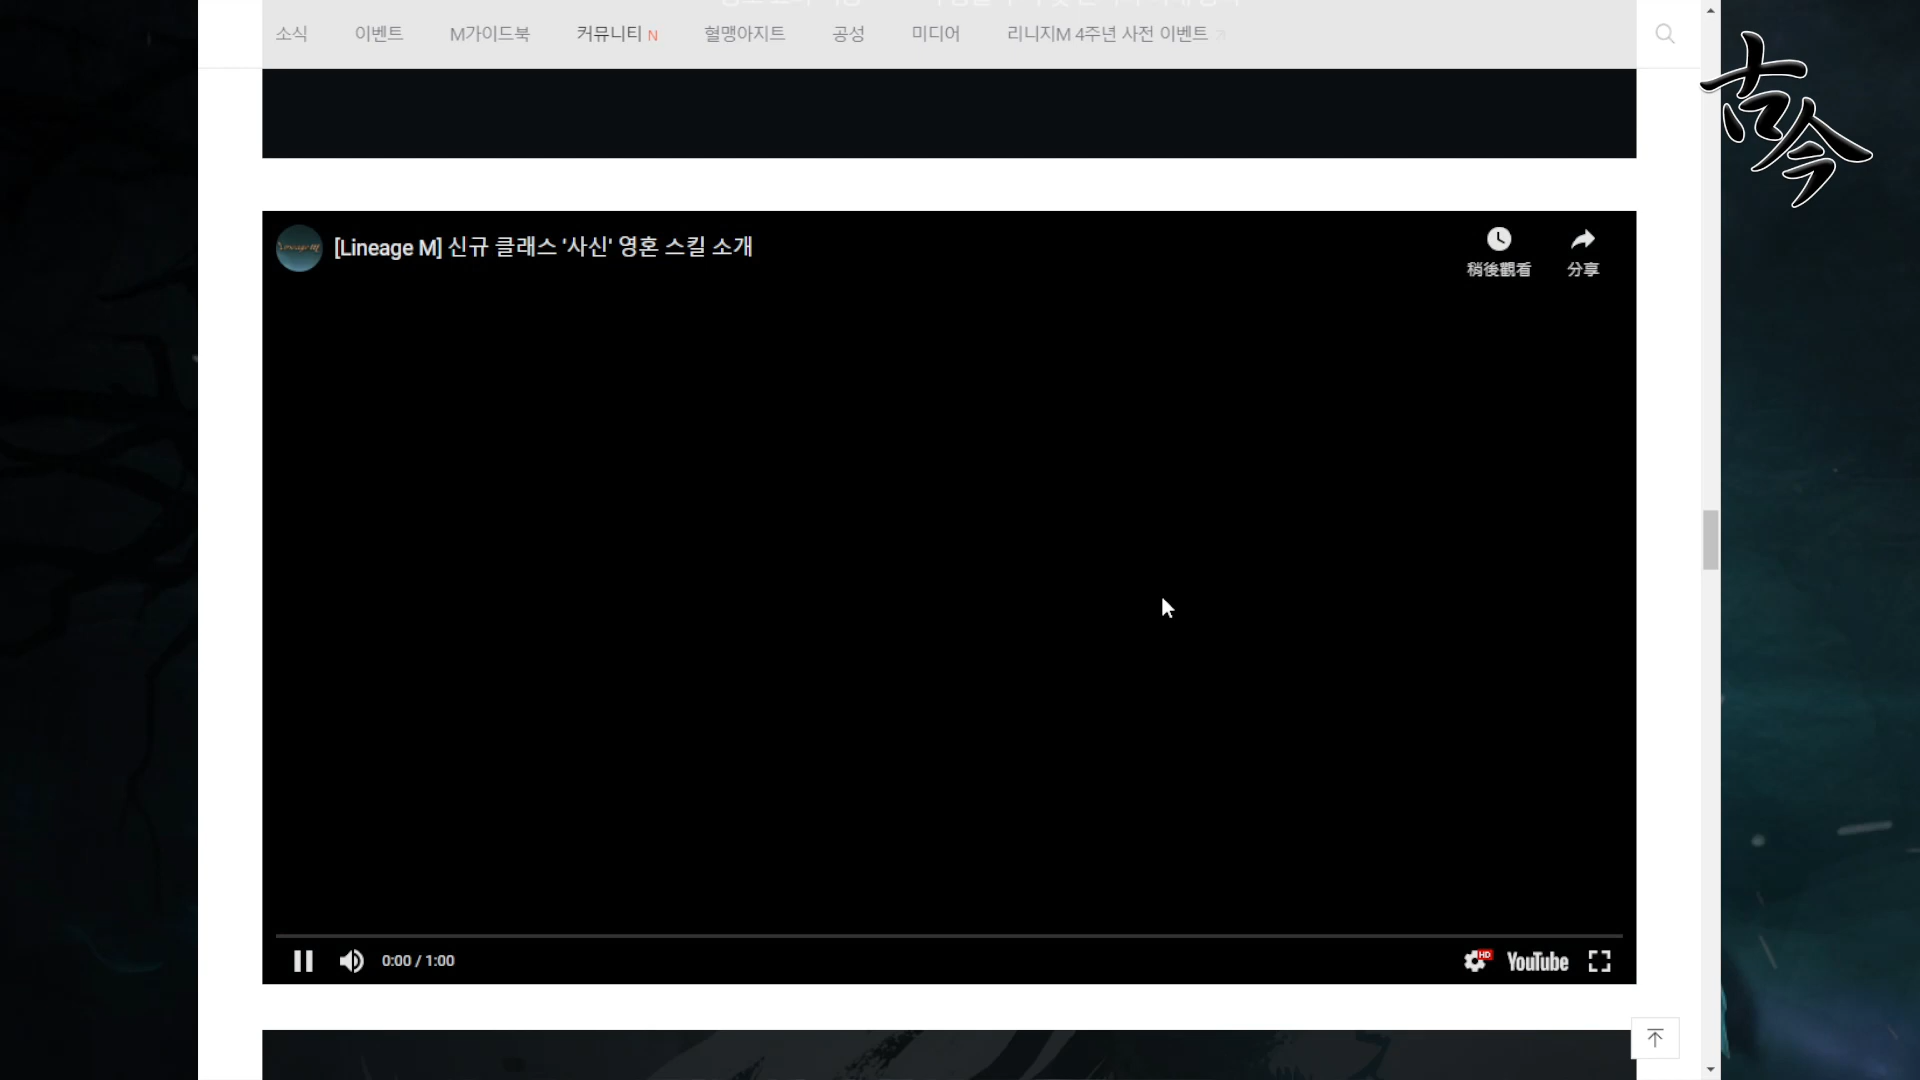 소식 이벤트 M가이드북 커뮤니티 N 혈맹아지트 공성 미디어 리니지M 4주년 사전 이벤트
古今
[Lineage M] 신규 클래스 '사신' 영혼 스킬 소개
稍後觀看 分享
0:00 / 1:00
HD YouTube